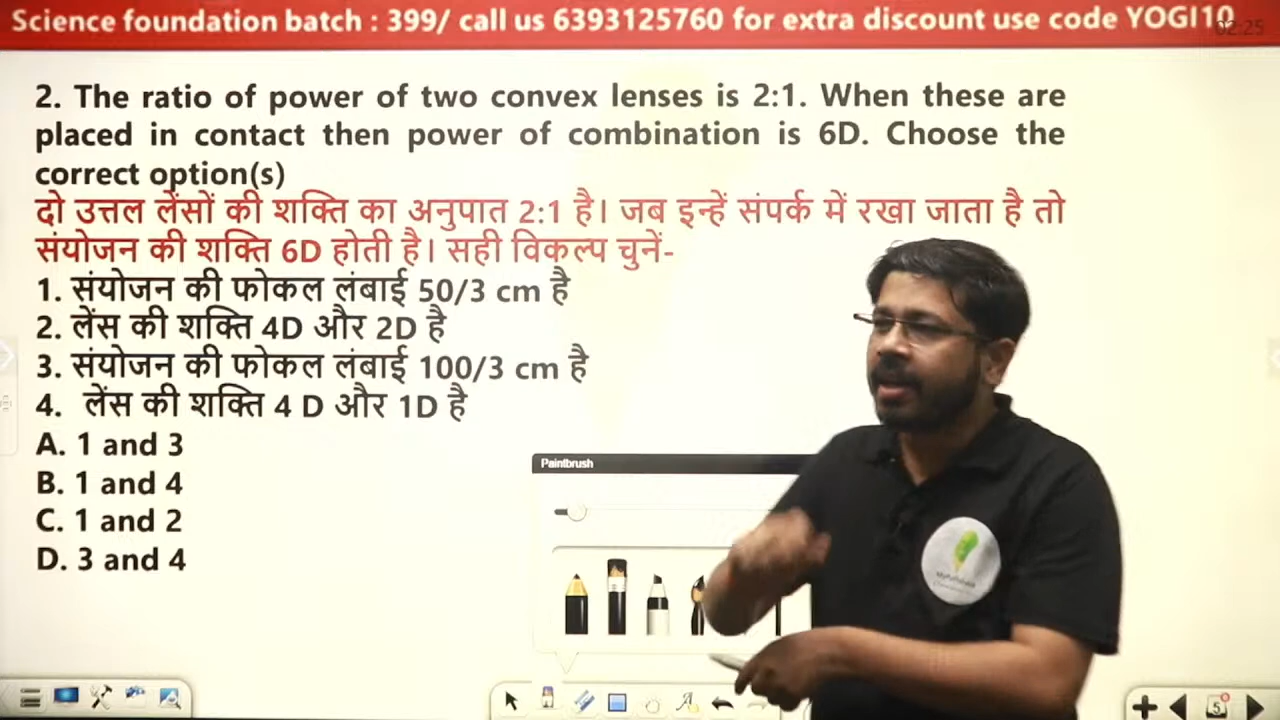 Science foundation batch : 399/ call us 6393125760 for extra discount use code YOGI10
02:25
2. The ratio of power of two convex lenses is 2:1. When these are
placed in contact then power of combination is 6D. Choose the
correct option(s)
दो उत्तल लेंसों की शक्ति का अनुपात 2:1 है। जब इन्हें संपर्क में रखा जाता है तो
संयोजन की शक्ति 6D होती है। सही विकल्प चुनें-
1. संयोजन की फोकल लंबाई 50/3 cm है
2. लेंस की शक्ति 4D और 2D है
3. संयोजन की फोकल लंबाई 100/3 cm है
4. लेंस की शक्ति 4 D और 1D है
A. 1 and 3
B. 1 and 4
C. 1 and 2
D. 3 and 4
Paintbrush
5